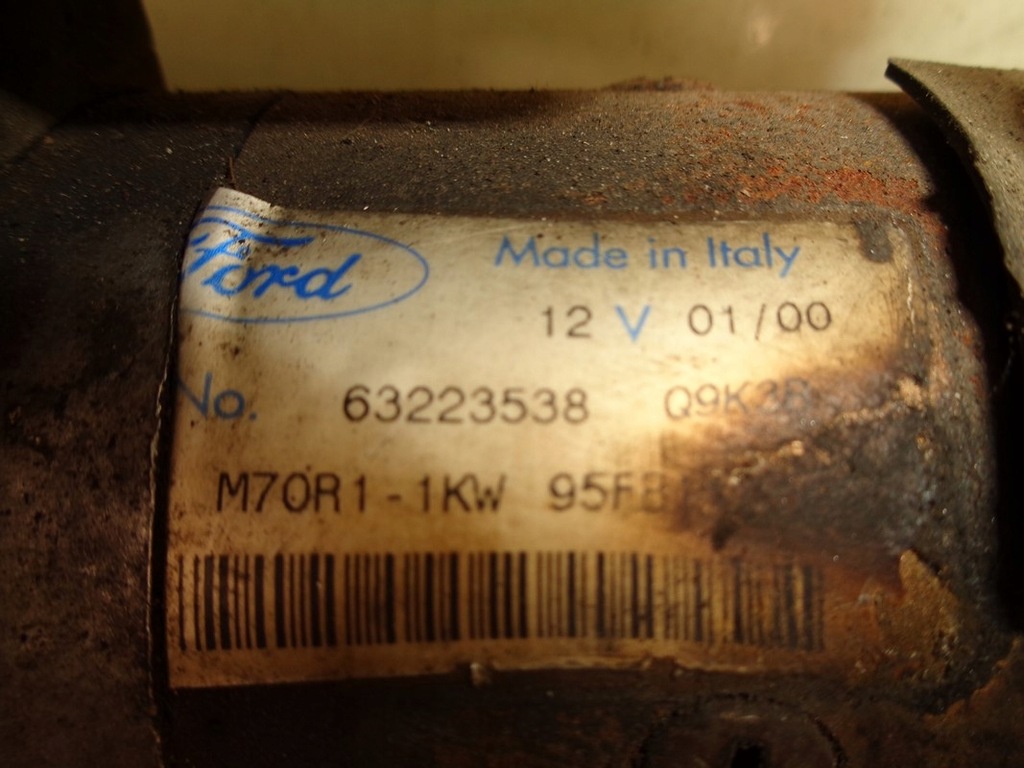 Ford Made in Italy
12 V 01/00
No. 63223538
M70R1-1KW